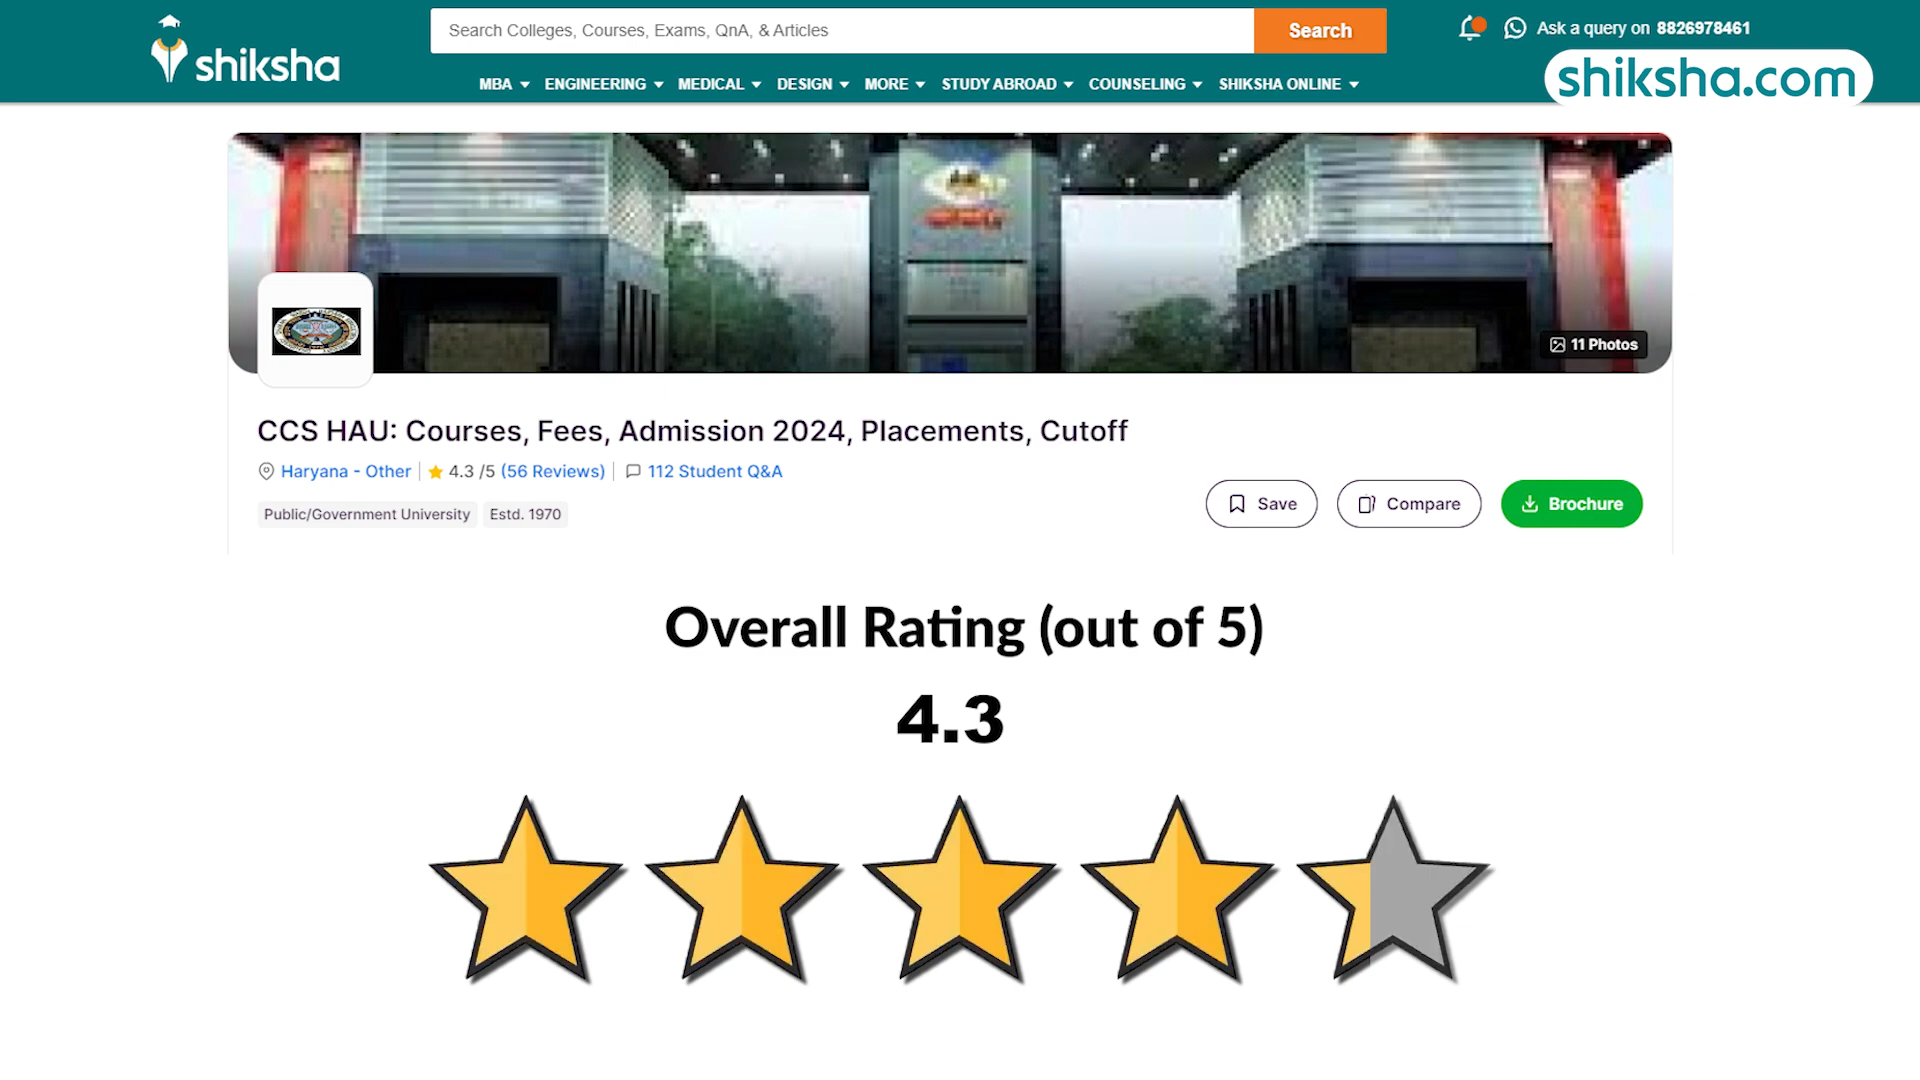 shiksha
Search Colleges, Courses, Exams, QnA, & Articles
Search
Ask a query on 8826978461
shiksha.com
MBA
ENGINEERING
MEDICAL
DESIGN
MORE
STUDY ABROAD
COUNSELING
SHIKSHA ONLINE
11 Photos
CCS HAU: Courses, Fees, Admission 2024, Placements, Cutoff
Haryana - Other
4.3 /5 (56 Reviews)
112 Student Q&A
Public/Government University
Estd. 1970
Save
Compare
Brochure
Overall Rating (out of 5)
4.3